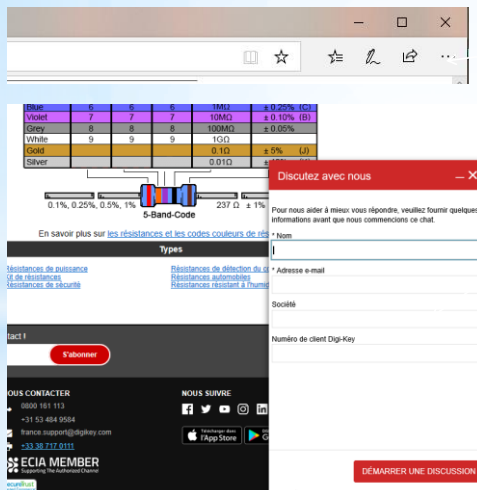 Blue 6 6 6 1MΩ ± 0.25% (C)
Violet 7 7 7 10MΩ ± 0.10% (B)
Grey 8 8 8 100MΩ ± 0.05%
White 9 9 9 1GΩ
Gold 0.1Ω ± 5% (J)
Silver 0.01Ω
0.1%, 0.25%, 0.5%, 1% 237 Ω ± 1%
5-Band-Code
En savoir plus sur les résistances et les codes couleurs de rés
Types
Résistances de puissance
Kit de résistances
Résistances de sécurité
Résistances de détection du
Résistances automobiles
Résistances résistant à l'humi
tact !
S'abonner
OUS CONTACTER
0800 161 113
+31 53 484 9584
france.support@digikey.com
+33 38 717 0111
ECIA MEMBER
Supporting The Authorized Channel
NOUS SUIVRE
Télécharger dans
l'App Store
Discutez avec nous
Pour nous aider à mieux vous répondre, veuillez fournir quelques
informations avant que nous commencions ce chat.
* Nom
* Adresse e-mail
Société
Numéro de client Digi-Key
DÉMARRER UNE DISCUSSION